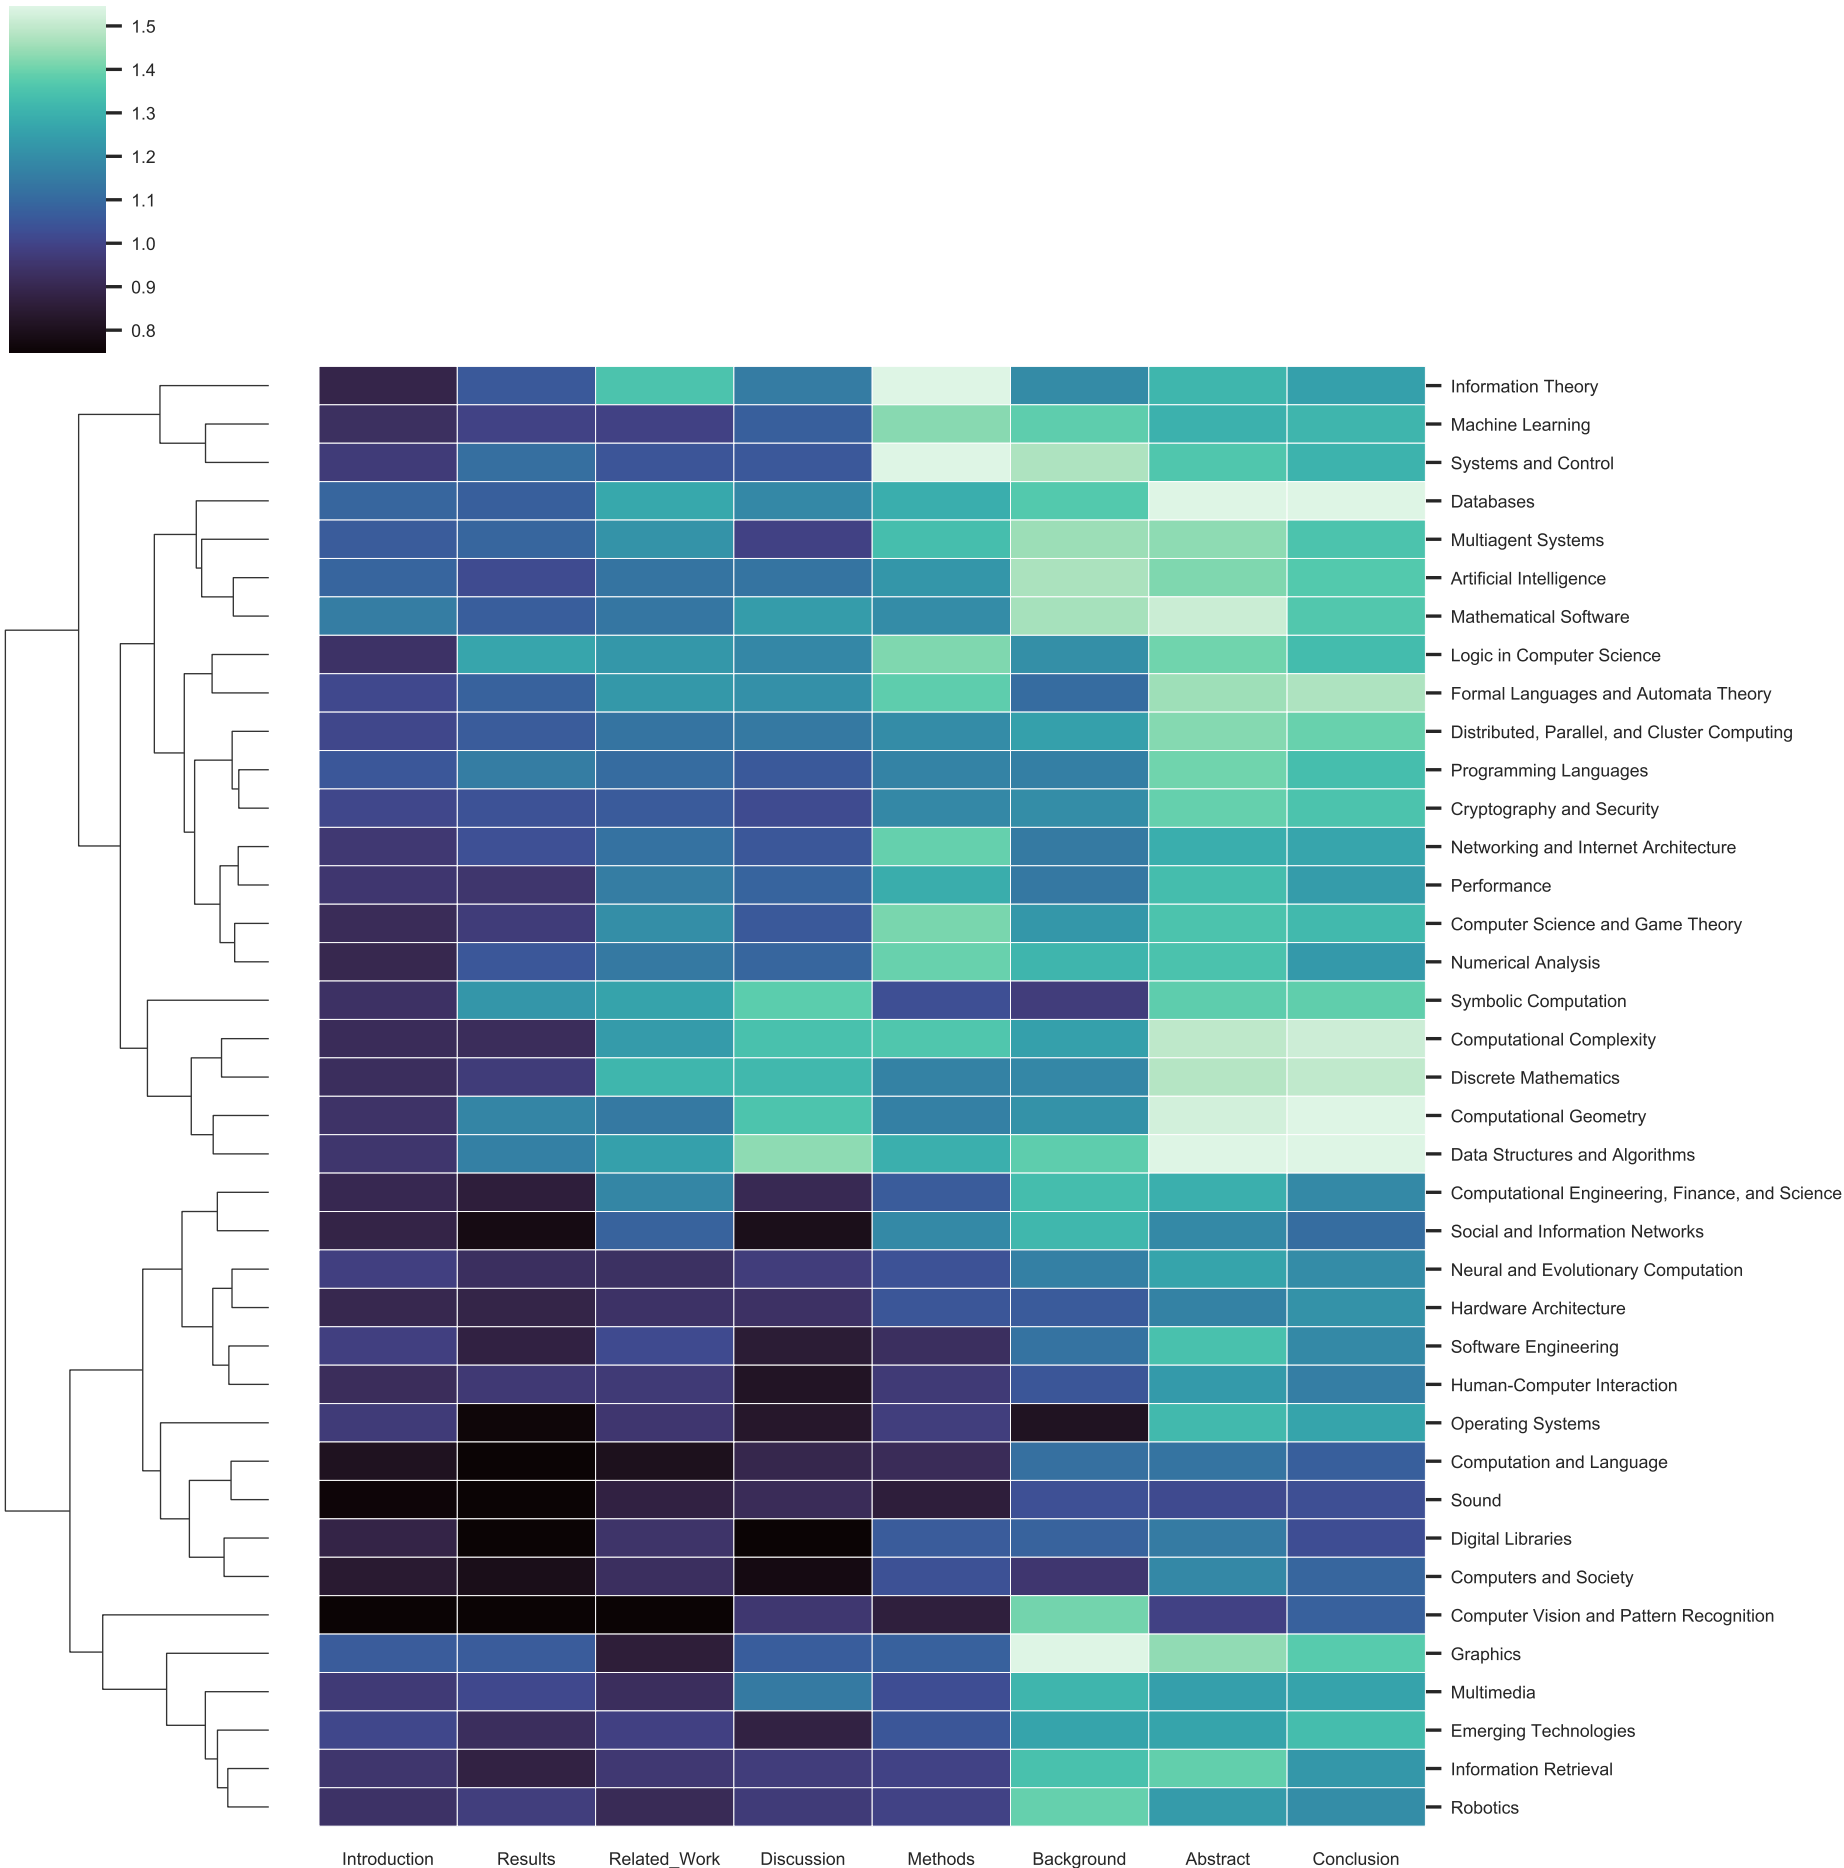 1.5
1.4
1.3
1.2
1.1
1.0
0.9
0.8
Information Theory
Machine Learning
Systems and Control
Databases
Multiagent Systems
Artificial Intelligence
Mathematical Software
Logic in Computer Science
Formal Languages and Automata Theory
Distributed, Parallel, and Cluster Computing
Programming Languages
Cryptography and Security
Networking and Internet Architecture
Performance
Computer Science and Game Theory
Numerical Analysis
Symbolic Computation
Computational Complexity
Discrete Mathematics
Computational Geometry
Data Structures and Algorithms
Computational Engineering, Finance, and Science
Social and Information Networks
Neural and Evolutionary Computation
Hardware Architecture
Software Engineering
Human-Computer Interaction
Operating Systems
Computation and Language
Sound
Digital Libraries
Computers and Society
Computer Vision and Pattern Recognition
Graphics
Multimedia
Emerging Technologies
Information Retrieval
Robotics
Introduction Results Related_Work Discussion Methods Background Abstract Conclusion